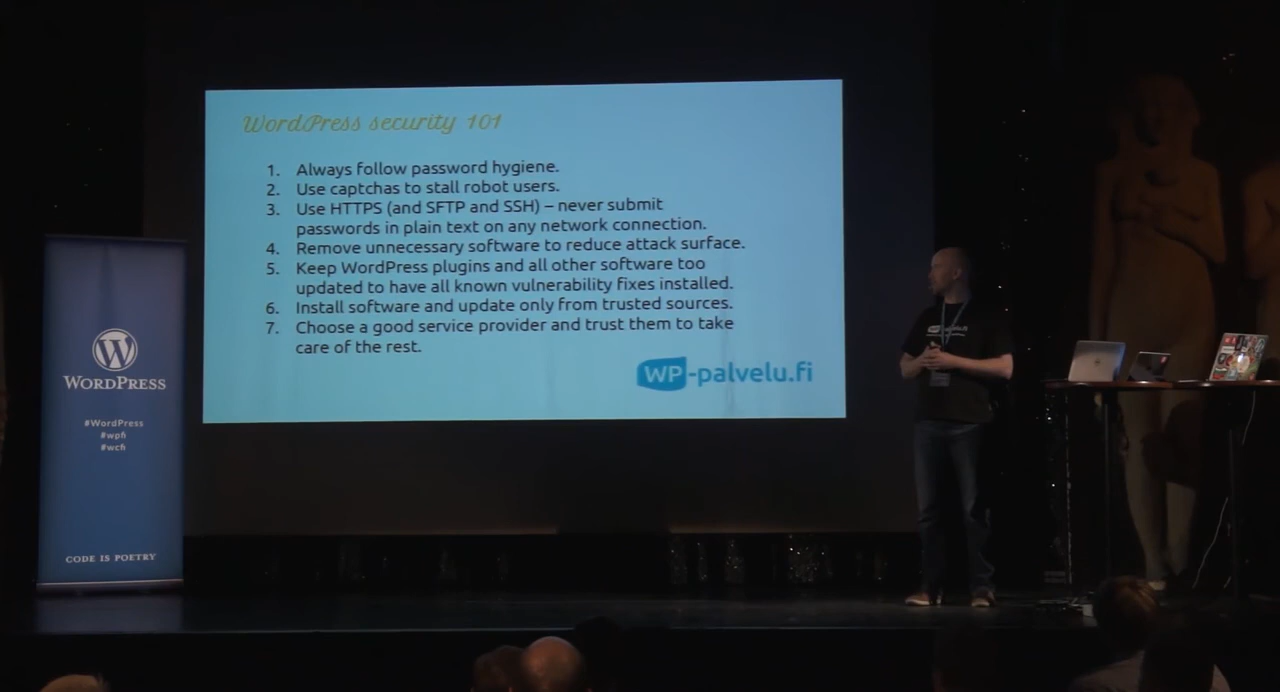 WordPress security 101
1. Always follow password hygiene.
2. Use captchas to stall robot users.
3. Use HTTPS (and SFTP and SSH) – never submit
passwords in plain text on any network connection.
4. Remove unnecessary software to reduce attack surface.
5. Keep WordPress plugins and all other software too
updated to have all known vulnerability fixes installed.
6. Install software and update only from trusted sources.
7. Choose a good service provider and trust them to take
care of the rest.
WP-palvelu.fi
WORDPRESS
#WordPress
#wpfi
#wcfi
CODE IS POETRY
WP-palvelu.fi